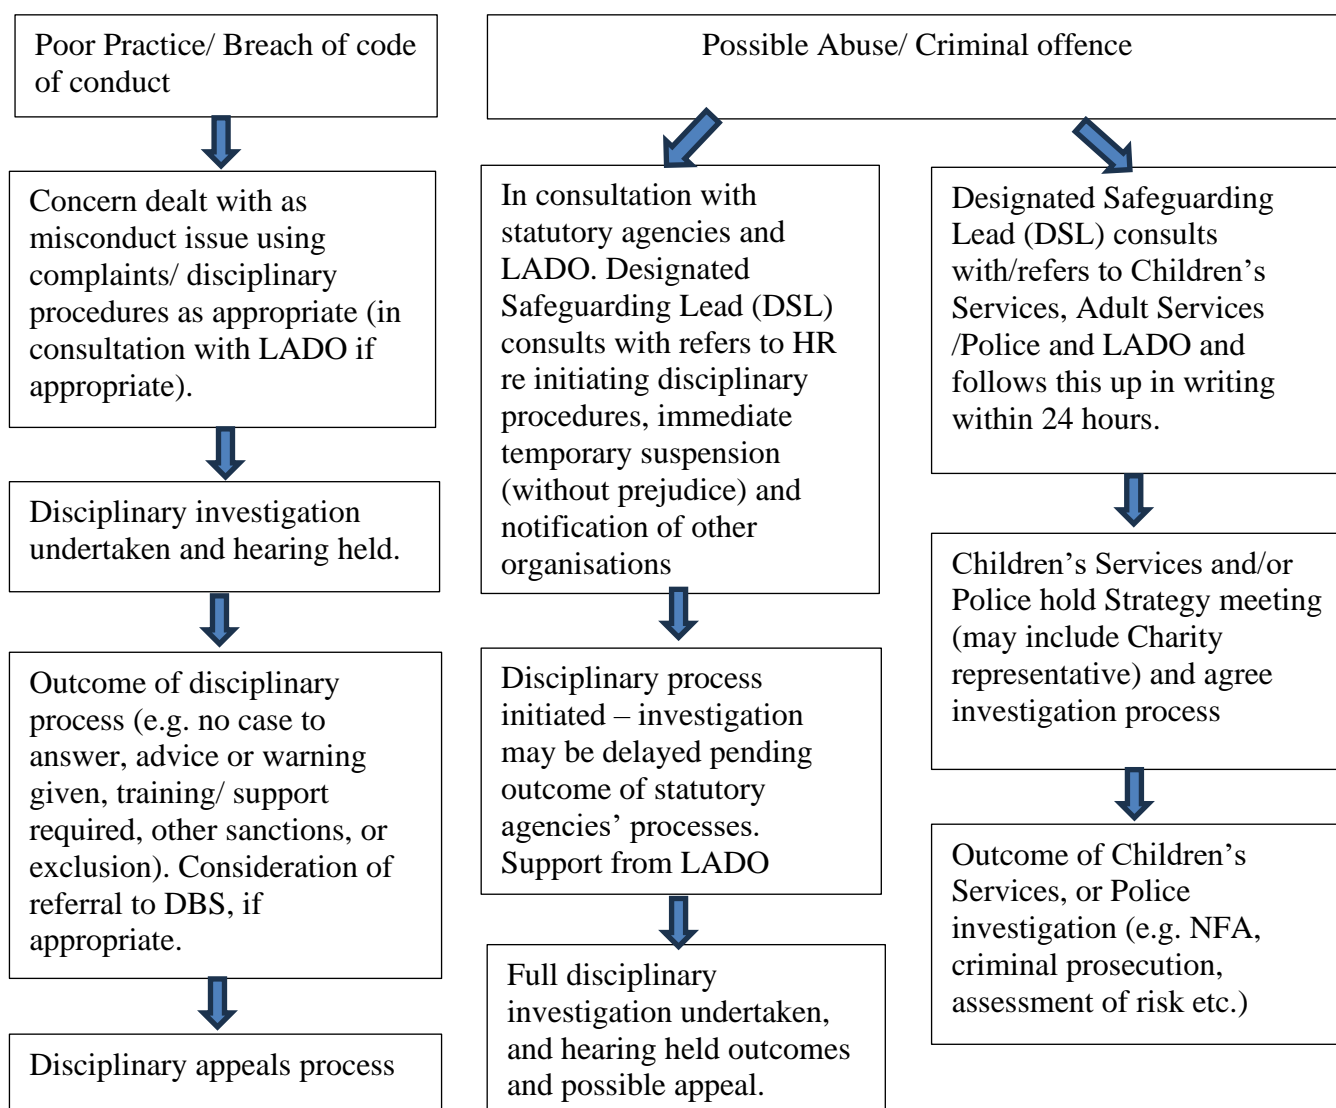 Poor Practice/ Breach of code
of conduct
Concern dealt with as
misconduct issue using
complaints/ disciplinary
procedures as appropriate (in
consultation with LADO if
appropriate).
Disciplinary investigation
undertaken and hearing held.
Outcome of disciplinary
process (e.g. no case to
answer, advice or warning
given, training/ support
required, other sanctions, or
exclusion). Consideration of
referral to DBS, if
appropriate.
Disciplinary appeals process
Possible Abuse/ Criminal offence
In consultation with
statutory agencies and
LADO. Designated
Safeguarding Lead (DSL)
consults with refers to HR
re initiating disciplinary
procedures, immediate
temporary suspension
(without prejudice) and
notification of other
organisations
Disciplinary process
initiated – investigation
may be delayed pending
outcome of statutory
agencies’ processes.
Support from LADO
Full disciplinary
investigation undertaken,
and hearing held outcomes
and possible appeal.
Designated Safeguarding
Lead (DSL) consults
with/refers to Children’s
Services, Adult Services
/Police and LADO and
follows this up in writing
within 24 hours.
Children’s Services and/or
Police hold Strategy meeting
(may include Charity
representative) and agree
investigation process
Outcome of Children’s
Services, or Police
investigation (e.g. NFA,
criminal prosecution,
assessment of risk etc.)